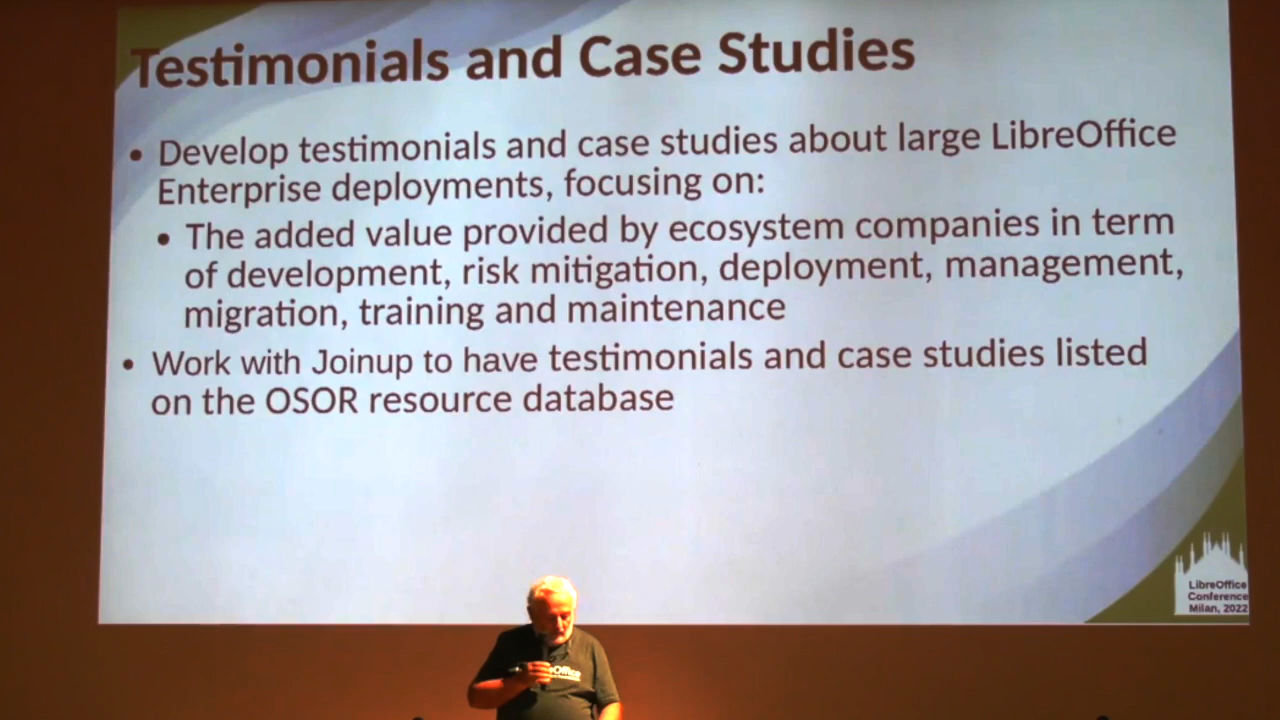 Testimonials and Case Studies
• Develop testimonials and case studies about large LibreOffice
Enterprise deployments, focusing on:
• The added value provided by ecosystem companies in term
of development, risk mitigation, deployment, management,
migration, training and maintenance
• Work with Joinup to have testimonials and case studies listed
on the OSOR resource database
LibreOffice
Conference
Milan, 2022